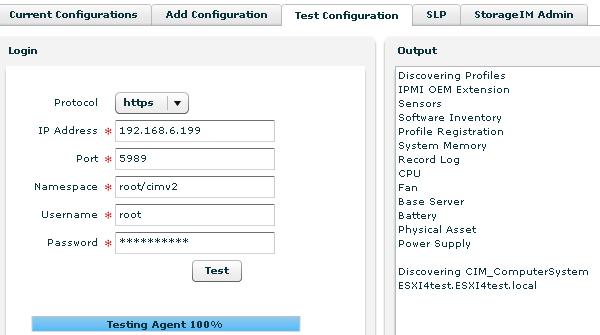 Current Configurations
Add Configuration
Test Configuration
SLP
StorageIM Admin
Login
Protocol
https
IP Address * 192.168.6.199
Port * 5989
Namespace * root/cimv2
Username * root
Password * **********
Test
Testing Agent 100%
Output
Discovering Profiles
IPMI OEM Extension
Sensors
Software Inventory
Profile Registration
System Memory
Record Log
CPU
Fan
Base Server
Battery
Physical Asset
Power Supply
Discovering CIM_ComputerSystem
ESXI4test.ESXI4test.local